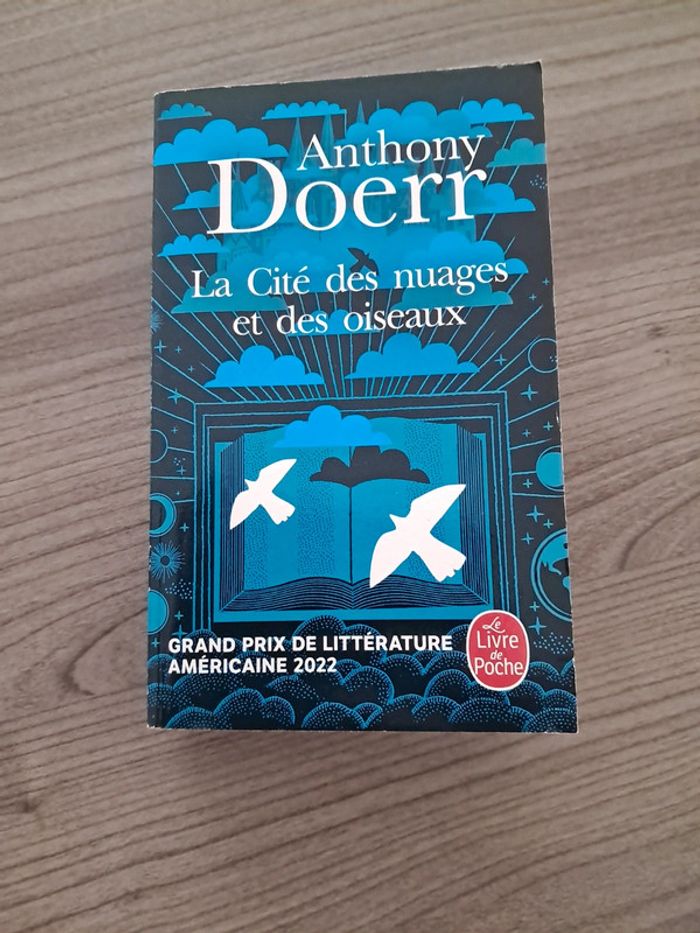 Anthony
Doerr
La Cité des nuages
et des oiseaux
GRAND PRIX DE LITTÉRATURE
AMÉRICAINE 2022
Le
Livre
de
Poche